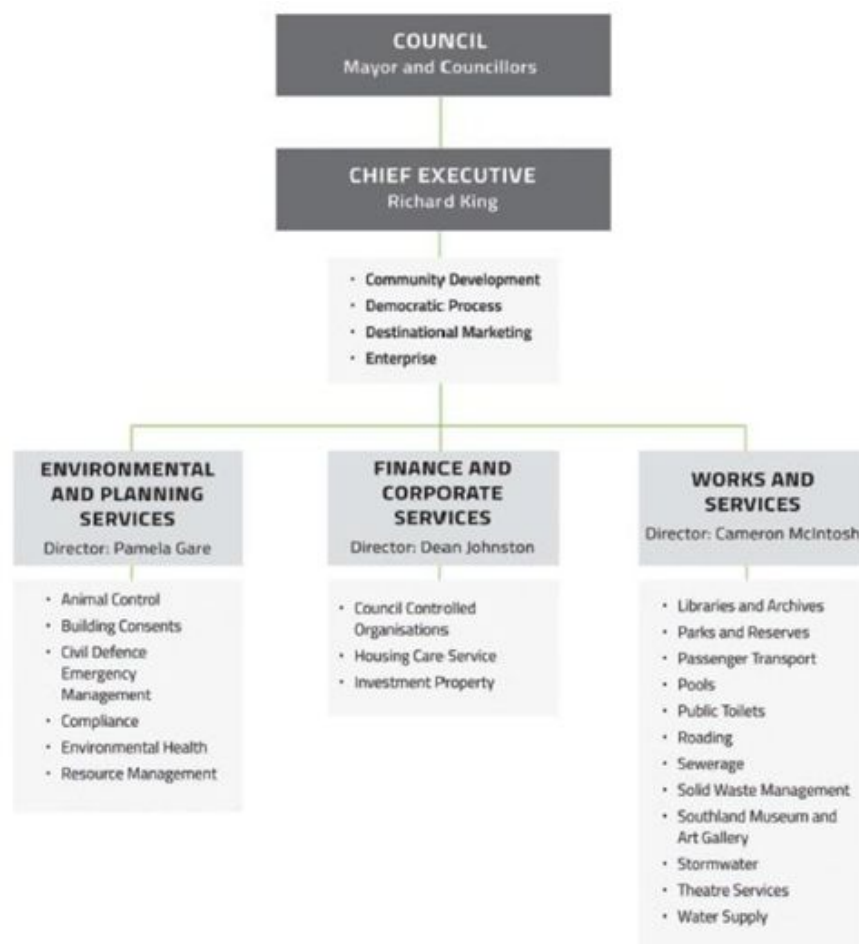 COUNCIL
Mayor and Councillors
CHIEF EXECUTIVE
Richard King
• Community Development
• Democratic Process
• Destinational Marketing
• Enterprise
ENVIRONMENTAL
AND PLANNING
SERVICES
Director: Pamela Gare
• Animal Control
• Building Consents
• Civil Defence
Emergency
Management
• Compliance
• Environmental Health
• Resource Management
FINANCE AND
CORPORATE
SERVICES
Director: Dean Johnston
• Council Controlled
Organisations
• Housing Care Service
• Investment Property
WORKS AND
SERVICES
Director: Cameron McIntosh
• Libraries and Archives
• Parks and Reserves
• Passenger Transport
• Pools
• Public Toilets
• Roading
• Sewerage
• Solid Waste Management
• Southland Museum and
Art Gallery
• Stormwater
• Theatre Services
• Water Supply